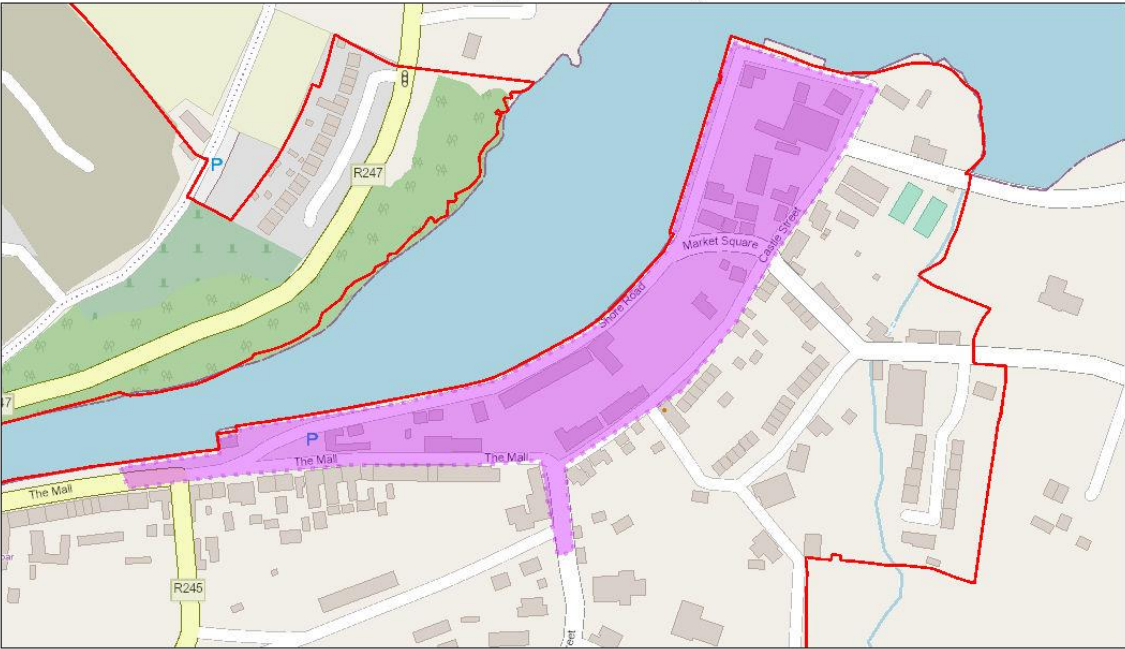 P
R247
47
Market Square
Castle Street
Shore Road
P
The Mall
The Mall
The Mall
R245